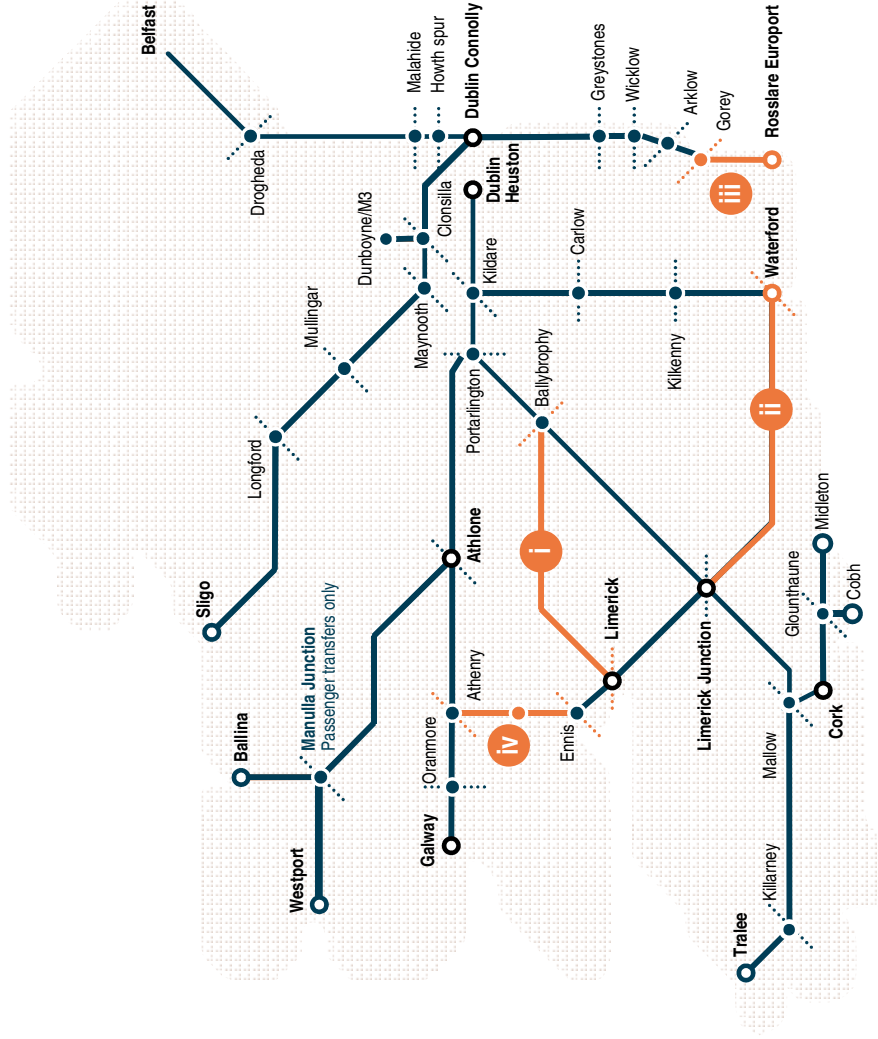 Belfast
Drogheda
Malahide
Howth spur
Dublin Connolly
Dunboyne/M3
Clonsilla
Maynooth
Mullingar
Longford
Sligo
Dublin
Heuston
Greystones
Wicklow
Arklow
Gorey
Rosslare Europort
iii
Kildare
Carlow
Kilkenny
Waterford
ii
Portarlington
Ballybrophy
i
Athlone
Manulla Junction
Passenger transfers only
Ballina
Westport
Athenry
Oranmore
Galway
iv
Ennis
Limerick
Limerick Junction
Mallow
Cork
Glounthaune
Midleton
Cobh
Killarney
Tralee